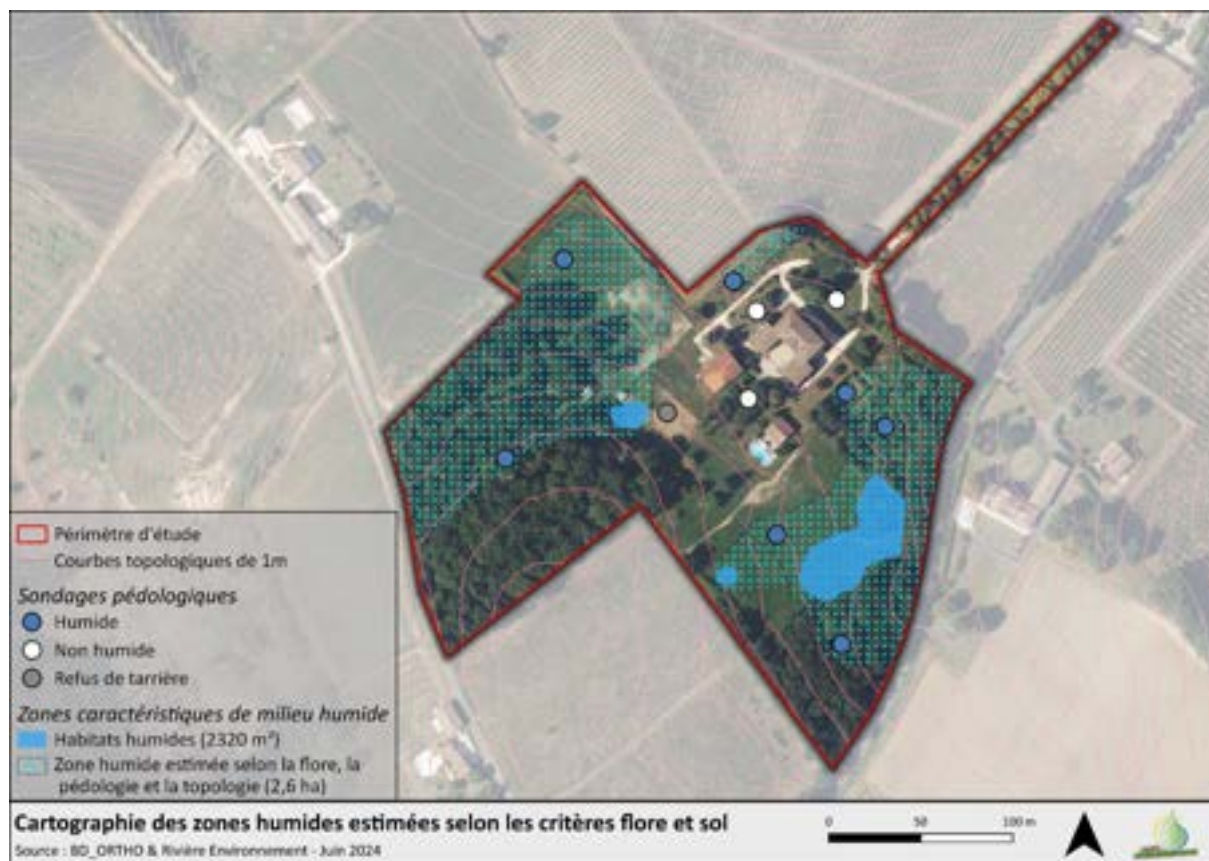 Périmètre d'étude
Courbes topologiques de 1m
Sondages pédologiques
Humide
Non humide
Refus de tarrière
Zones caractéristiques de milieu humide
Habitats humides (2320 m²)
Zone humide estimée selon la flore, la
pédologie et la topologie (2,6 ha)
Cartographie des zones humides estimées selon les critères flore et sol
0 50 100 m
Source : BD_ORTHO & Rivière Environnement - Juin 2024